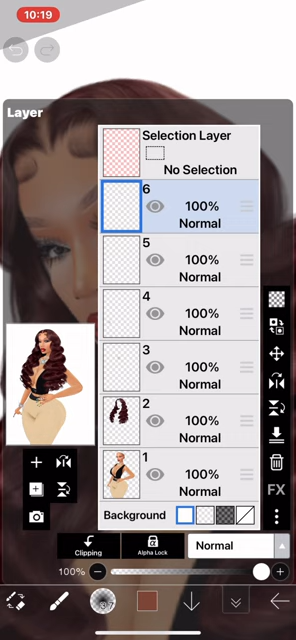 10:19
Layer
Selection Layer
No Selection
6
100%
Normal
5
100%
Normal
4
100%
Normal
3
100%
Normal
2
100%
Normal
1
100%
Normal
FX
Background
Clipping
Alpha Lock
Normal
100%